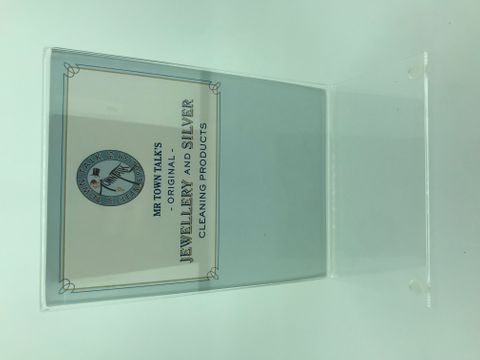 MR TOWN TALK'S
- ORIGINAL -
JEWELLERY AND SILVER
CLEANING PRODUCTS